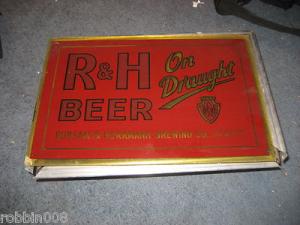 R & H
BEER
On
Draught
BREWING CO.
robbin008